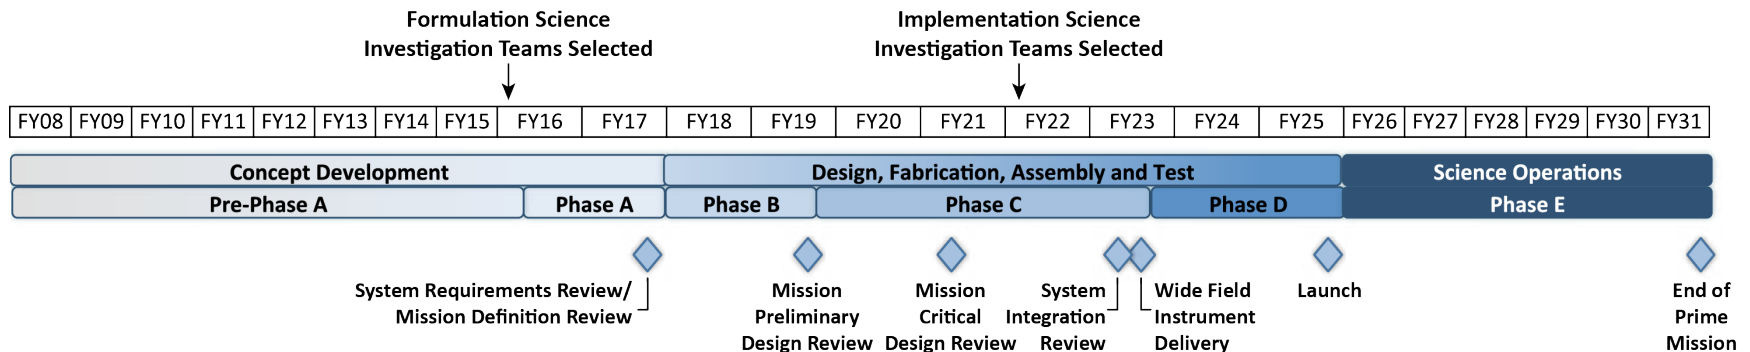 Formulation Science
Investigation Teams Selected
Implementation Science
Investigation Teams Selected
FY08 FY09 FY10 FY11 FY12 FY13 FY14 FY15 FY16 FY17 FY18 FY19 FY20 FY21 FY22 FY23 FY24 FY25 FY26 FY27 FY28 FY29 FY30 FY31
Concept Development Design, Fabrication, Assembly and Test Science Operations
Pre-Phase A Phase A Phase B Phase C Phase D Phase E
System Requirements Review/
Mission Definition Review
Mission
Preliminary
Design Review
Mission
Critical
Design Review
System
Integration
Review
Wide Field
Instrument
Delivery
Launch
End of
Prime
Mission